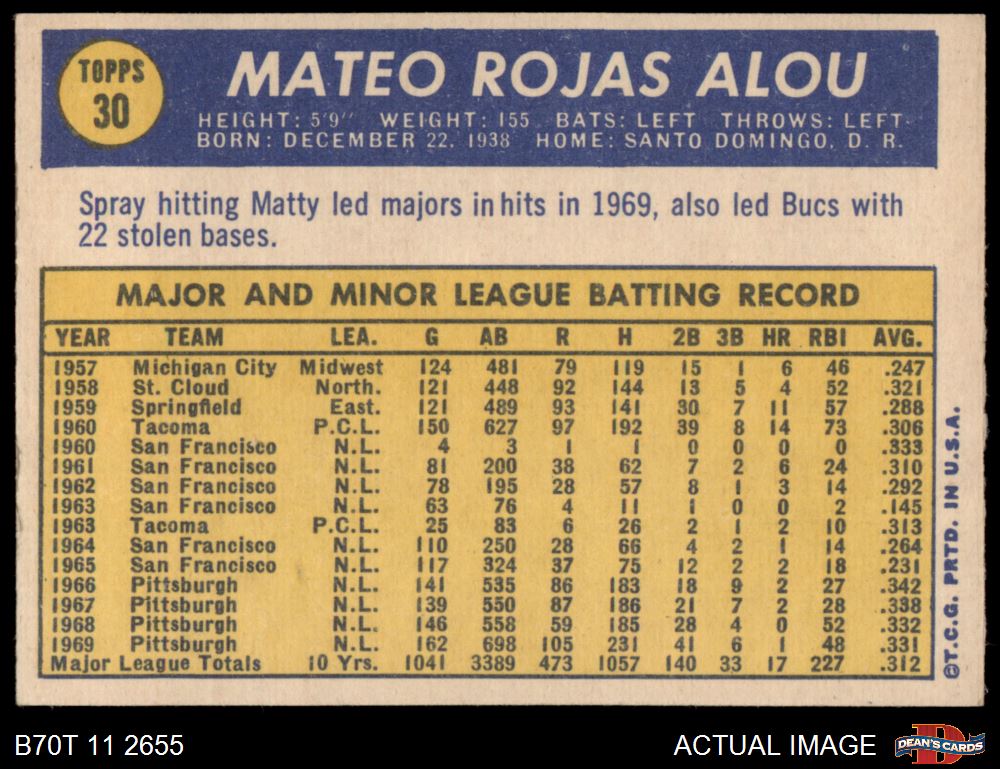 TOPPS
30
MATEO ROJAS ALOU
HEIGHT: 5'9" WEIGHT: 155 BATS: LEFT THROWS: LEFT
BORN: DECEMBER 22, 1938 HOME: SANTO DOMINGO, D. R.
Spray hitting Matty led majors in hits in 1969, also led Bucs with
22 stolen bases.
MAJOR AND MINOR LEAGUE BATTING RECORD
YEAR TEAM LEA. G AB R H 2B 3B HR RBI AVG.
1957 Michigan City Midwest 124 481 79 119 15 1 6 46 .247
1958 St. Cloud North. 121 448 92 144 13 5 4 52 .321
1959 Springfield East. 121 489 93 141 30 7 11 57 .288
1960 Tacoma P.C.L. 150 627 97 192 39 8 14 73 .306
1960 San Francisco N.L. 4 3 1 1 0 0 0 0 .333
1961 San Francisco N.L. 81 200 38 62 7 2 6 24 .310
1962 San Francisco N.L. 78 195 28 57 8 1 3 14 .292
1963 San Francisco N.L. 63 76 4 11 1 0 0 2 .145
1963 Tacoma P.C.L. 25 83 6 26 2 1 2 10 .313
1964 San Francisco N.L. 110 250 28 66 4 2 1 14 .264
1965 San Francisco N.L. 117 324 37 75 12 2 2 18 .231
1966 Pittsburgh N.L. 141 535 86 183 18 9 2 27 .342
1967 Pittsburgh N.L. 139 550 87 186 21 7 2 28 .338
1968 Pittsburgh N.L. 146 558 59 185 28 4 0 52 .332
1969 Pittsburgh N.L. 162 698 105 231 41 6 1 48 .331
Major League Totals 10 Yrs. 1041 3389 473 1057 140 33 17 227 .312
©T.C.G. PRTD. IN U.S.A.
B70T 11 2655
ACTUAL IMAGE
D
DEAN'S CARDS